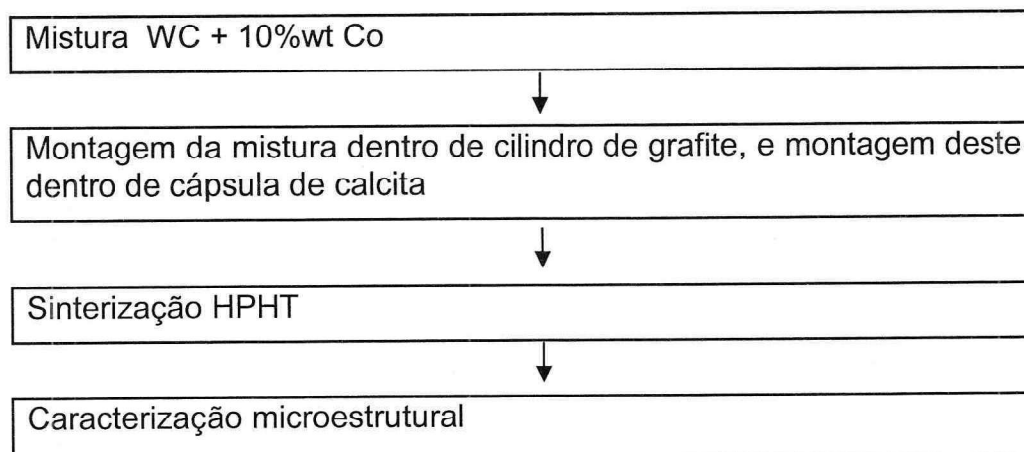 Mistura WC + 10%wt Co
Montagem da mistura dentro de cilindro de grafite, e montagem deste
dentro de cápsula de calcita
Sinterização HPHT
Caracterização microestrutural